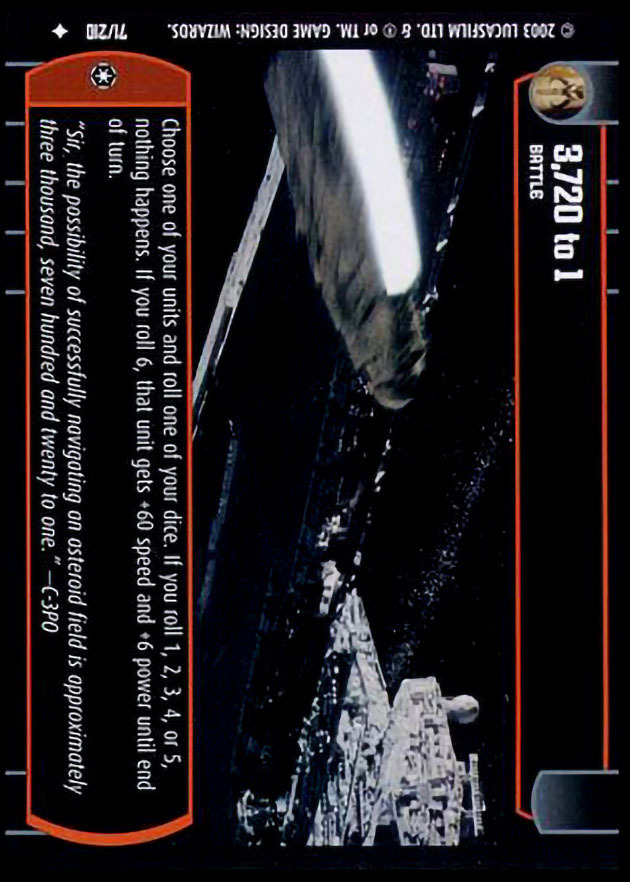 3,720 to 1
BATTLE
Choose one of your units and roll one of your dice. If you roll 1, 2, 3, 4, or 5,
nothing happens. If you roll 6, that unit gets +60 speed and +6 power until end
of turn.
"Sir, the possibility of successfully navigating an asteroid field is approximately
three thousand, seven hundred and twenty to one." —C-3PO
71/210
© 2003 LUCASFILM LTD. & ® or TM. GAME DESIGN: WIZARDS.